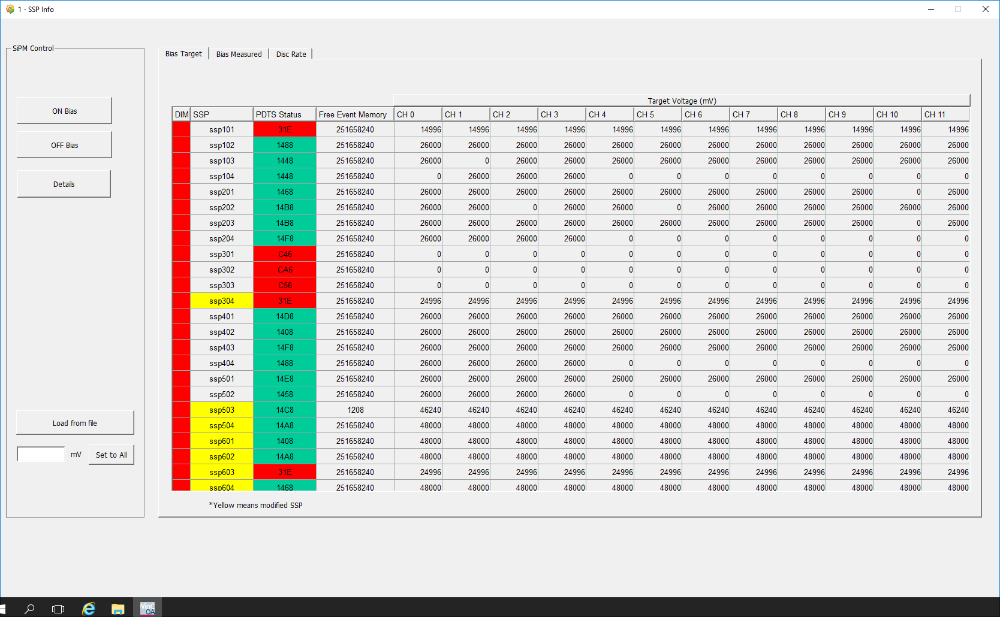 1 - SSP Info
SiPM Control
ON Bias
OFF Bias
Details
Load from file
mV Set to All
Bias Target Bias Measured Disc Rate
Target Voltage (mV)
DIM SSP PDTS Status Free Event Memory CH 0 CH 1 CH 2 CH 3 CH 4 CH 5 CH 6 CH 7 CH 8 CH 9 CH 10 CH 11
ssp101 31E 251658240 14996 14996 14996 14996 14996 14996 14996 14996 14996 14996 14996 14996
ssp102 1488 251658240 26000 26000 26000 26000 26000 26000 26000 26000 26000 26000 26000 26000
ssp103 1448 251658240 26000 0 26000 26000 26000 26000 26000 26000 26000 26000 26000 26000
ssp104 1448 251658240 0 26000 26000 26000 0 0 0 0 0 0 0 0
ssp201 1468 251658240 26000 26000 26000 26000 26000 26000 26000 26000 26000 26000 0 26000
ssp202 14B8 251658240 26000 26000 0 26000 26000 0 26000 26000 26000 26000 26000 26000
ssp203 14B8 251658240 26000 26000 26000 26000 26000 26000 26000 26000 26000 26000 0 26000
ssp204 14F8 251658240 26000 26000 26000 26000 0 0 0 0 0 0 0 0
ssp301 C46 251658240 0 0 0 0 0 0 0 0 0 0 0 0
ssp302 CA6 251658240 0 0 0 0 0 0 0 0 0 0 0 0
ssp303 C56 251658240 0 0 0 0 0 0 0 0 0 0 0 0
ssp304 31E 251658240 24996 24996 24996 24996 24996 24996 24996 24996 24996 24996 24996 24996
ssp401 14D8 251658240 26000 26000 26000 26000 26000 26000 26000 26000 26000 26000 26000 26000
ssp402 1408 251658240 26000 26000 26000 26000 26000 26000 26000 26000 26000 26000 26000 26000
ssp403 14F8 251658240 26000 26000 26000 26000 26000 26000 26000 26000 26000 26000 26000 26000
ssp404 1488 251658240 26000 26000 26000 26000 0 0 0 0 0 0 0 0
ssp501 14E8 251658240 26000 26000 26000 26000 26000 26000 26000 26000 26000 26000 26000 26000
ssp502 1458 251658240 26000 26000 26000 26000 0 0 0 0 0 0 0 0
ssp503 14C8 1208 46240 46240 46240 46240 46240 46240 46240 46240 46240 46240 46240 46240
ssp504 14A8 251658240 48000 48000 48000 48000 48000 48000 48000 48000 48000 48000 48000 48000
ssp601 1408 251658240 48000 48000 48000 48000 48000 48000 48000 48000 48000 48000 48000 48000
ssp602 14A8 251658240 48000 48000 48000 48000 48000 48000 48000 48000 48000 48000 48000 48000
ssp603 31E 251658240 24996 24996 24996 24996 24996 24996 24996 24996 24996 24996 24996 24996
ssp604 1468 251658240 48000 48000 48000 48000 48000 48000 48000 48000 48000 48000 48000 48000
*Yellow means modified SSP
WinC
OA